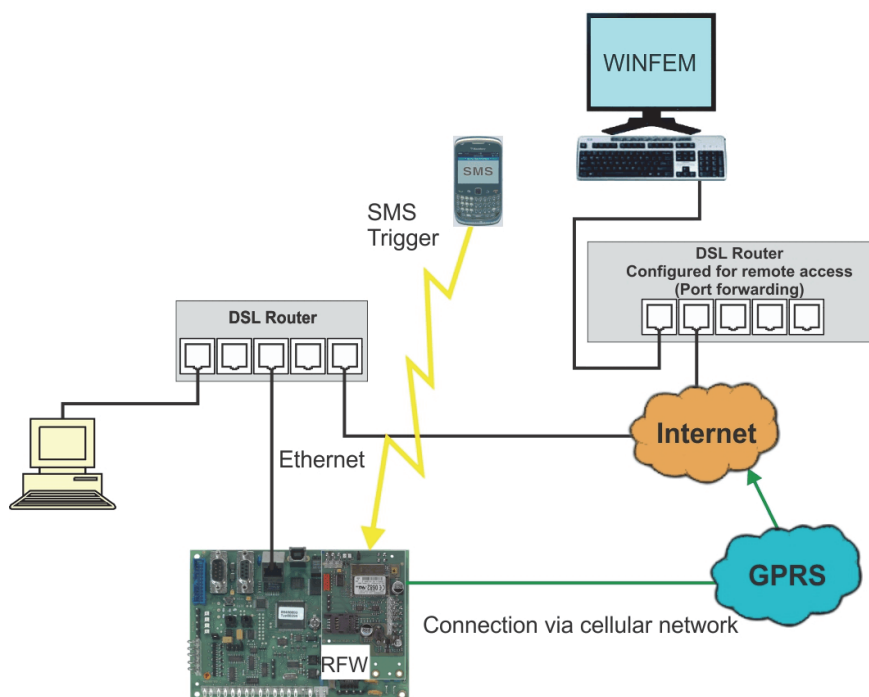 WINFEM
SMS
SMS
Trigger
DSL Router
Configured for remote access
(Port forwarding)
DSL Router
Internet
Ethernet
GPRS
Connection via cellular network
RFW